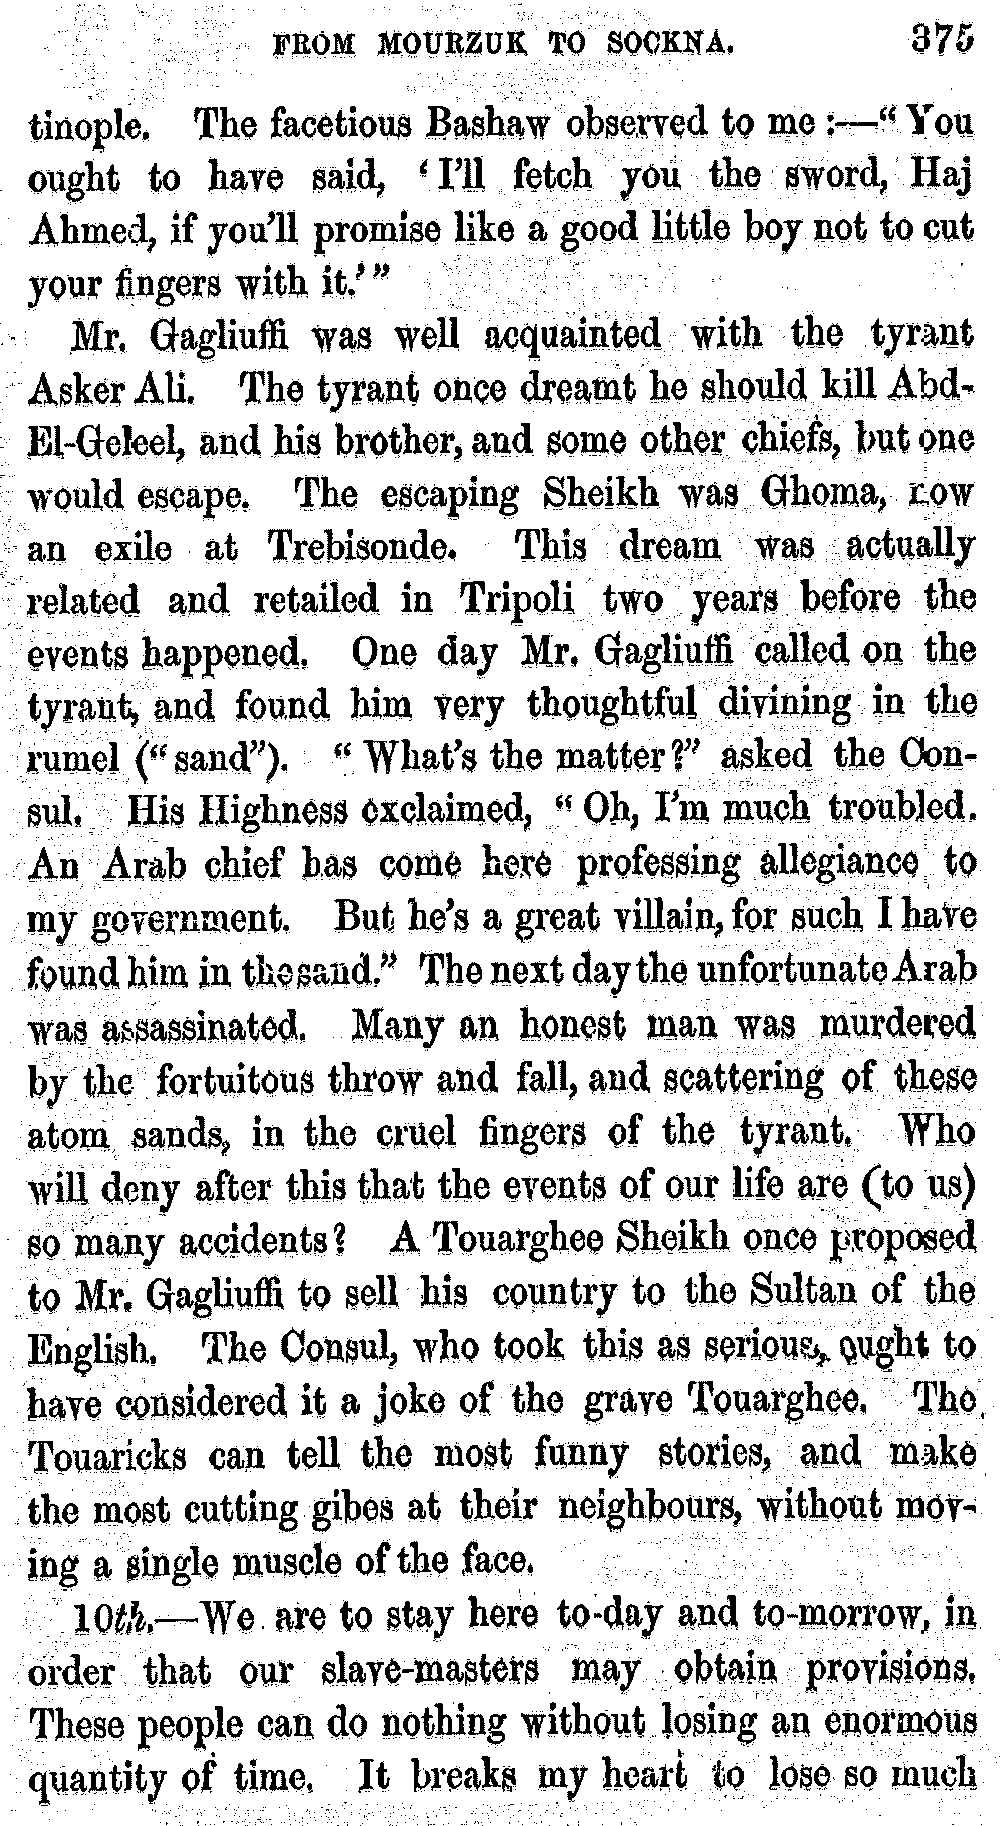 FROM MOURZUK TO SOCKNA. 375
tinople. The facetious Bashaw observed to me :—“ You
ought to have said, ‘ I’ll fetch you the sword, Haj
Ahmed, if you’ll promise like a good little boy not to cut
your fingers with it.’ ”
Mr. Gagliuffi was well acquainted with the tyrant
Asker Ali. The tyrant once dreamt he should kill Abd-
El-Geleel, and his brother, and some other chiefs, but one
would escape. The escaping Sheikh was Ghoma, now
an exile at Trebisonde. This dream was actually
related and retailed in Tripoli two years before the
events happened. One day Mr. Gagliuffi called on the
tyrant, and found him very thoughtful divining in the
rumel (“ sand”). “ What’s the matter?” asked the Con-
sul. His Highness exclaimed, “ Oh, I’m much troubled.
An Arab chief has come here professing allegiance to
my government. But he’s a great villain, for such I have
found him in the sand.” The next day the unfortunate Arab
was assassinated. Many an honest man was murdered
by the fortuitous throw and fall, and scattering of these
atom sands, in the cruel fingers of the tyrant. Who
will deny after this that the events of our life are (to us)
so many accidents? A Touarghee Sheikh once proposed
to Mr. Gagliuffi to sell his country to the Sultan of the
English. The Consul, who took this as serious, ought to
have considered it a joke of the grave Touarghee. The
Touaricks can tell the most funny stories, and make
the most cutting gibes at their neighbours, without mov-
ing a single muscle of the face.
10th.—We are to stay here to-day and to-morrow, in
order that our slave-masters may obtain provisions.
These people can do nothing without losing an enormous
quantity of time. It breaks my heart to lose so much